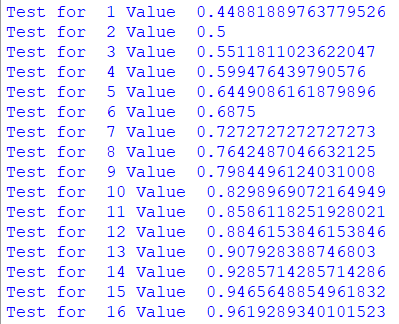 Test for  1 Value  0.44881889763779526
Test for  2 Value  0.5
Test for  3 Value  0.5511811023622047
Test for  4 Value  0.599476439790576
Test for  5 Value  0.6449086161879896
Test for  6 Value  0.6875
Test for  7 Value  0.7272727272727273
Test for  8 Value  0.7642487046632125
Test for  9 Value  0.7984496124031008
Test for  10 Value  0.8298969072164949
Test for  11 Value  0.8586118251928021
Test for  12 Value  0.8846153846153846
Test for  13 Value  0.907928388746803
Test for  14 Value  0.9285714285714286
Test for  15 Value  0.9465648854961832
Test for  16 Value  0.9619289340101523